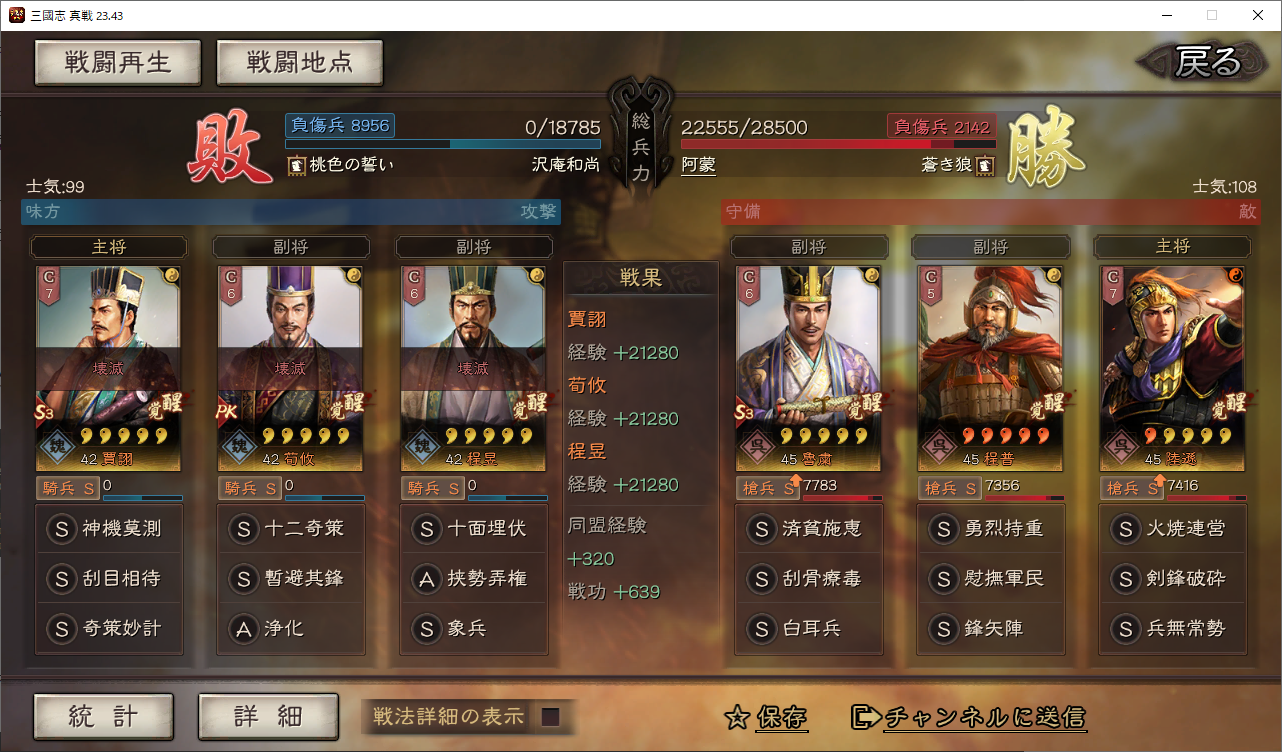 三國志 真戦 23.43
戦闘再生
戦闘地点
戻る
敗
負傷兵 8956
0/18785
桃色の誓い
沢庵和尚
総兵力
22555/28500
負傷兵 2142
阿蒙
蒼き狼
勝
士気:99
士気:108
味方
攻撃
守備
敵
主将
副将
副将
副将
副将
主将
C 7
壊滅
S3
覚醒
魏
42 賈詡
騎兵 S
0
S 神機莫測
S 刮目相待
S 奇策妙計
C 6
壊滅
PK
覚醒
魏
42 荀攸
騎兵 S
0
S 十二奇策
S 暫避其鋒
A 浄化
C 6
壊滅
覚醒
魏
42 程昱
騎兵 S
0
S 十面埋伏
A 挟勢弄権
S 象兵
戦果
賈詡
経験 +21280
荀攸
経験 +21280
程昱
経験 +21280
同盟経験
+320
戦功 +639
C 6
S3
覚醒
呉
45 魯粛
槍兵 S
7783
S 済貧施恵
S 刮骨療毒
S 白耳兵
C 5
覚醒
呉
45 程普
槍兵 S
7356
S 勇烈持重
S 慰撫軍民
S 鋒矢陣
C 7
覚醒
呉
45 陸遜
槍兵 S
7416
S 火焼連営
S 剣鋒破砕
S 兵無常勢
統計
詳細
戦法詳細の表示
保存
チャンネルに送信